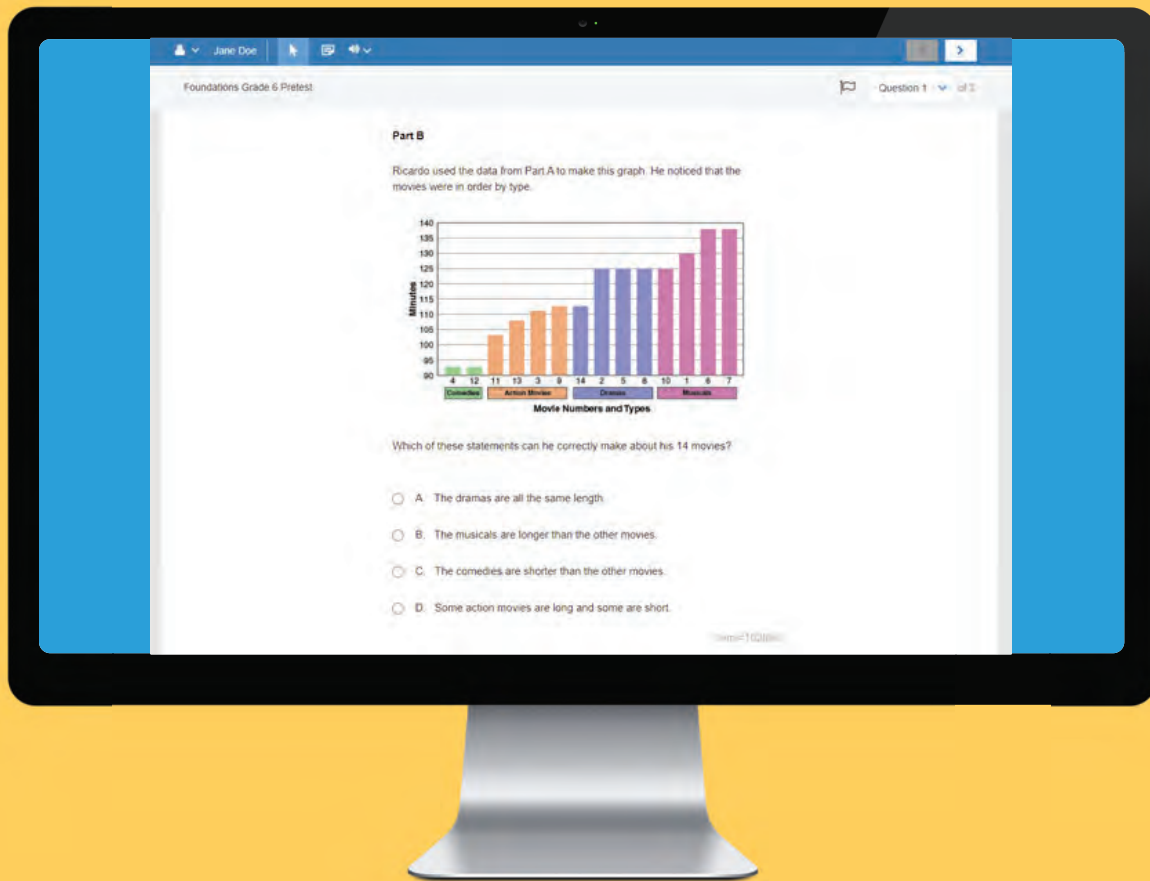 Jane Doe
Foundations Grade 6 Pretest
Question 1
Part B
Ricardo used the data from Part A to make this graph. He noticed that the
movies were in order by type.
140
135
130
125
120
115
110
105
100
95
90
Minutes
4 12 11 13 3 9 14 2 5 8 10 1 6 7
Comedies Action Movies Dramas Musicals
Movie Numbers and Types
Which of these statements can he correctly make about his 14 movies?
A. The dramas are all the same length.
B. The musicals are longer than the other movies.
C. The comedies are shorter than the other movies.
D. Some action movies are long and some are short.